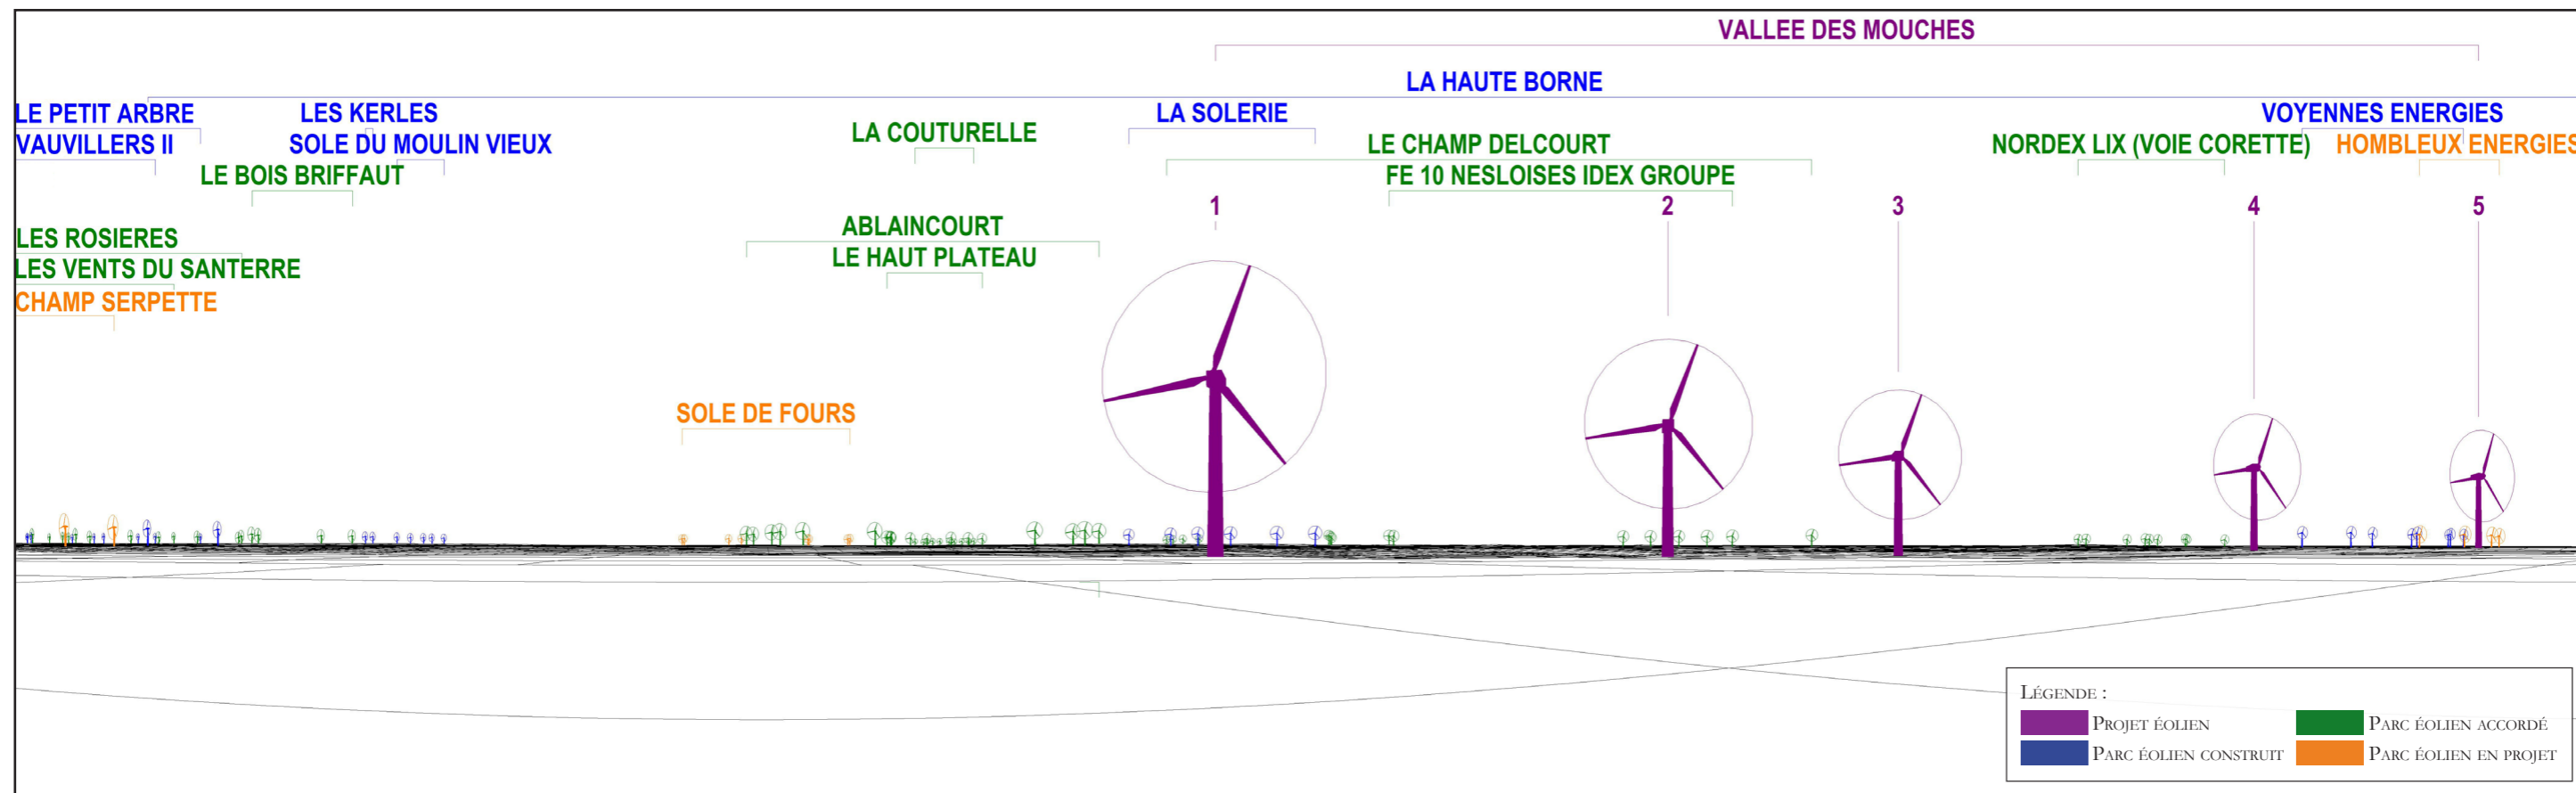 VALLEE DES MOUCHES
LA HAUTE BORNE
LE PETIT ARBRE
LES KERLES
LA SOLERIE
VOYENNES ENERGIES
VAUVILLERS II
SOLE DU MOULIN VIEUX
LA COUTURELLE
LE CHAMP DELCOURT
NORDEX LIX (VOIE CORETTE)
HOMBLEUX ENERGIES
LE BOIS BRIFFAUT
FE 10 NESLOISES IDEX GROUPE
1
2
3
4
5
LES ROSIERES
ABLAINCOURT
LES VENTS DU SANTERRE
LE HAUT PLATEAU
CHAMP SERPETTE
SOLE DE FOURS
LÉGENDE :
PROJET ÉOLIEN
PARC ÉOLIEN ACCORDÉ
PARC ÉOLIEN CONSTRUIT
PARC ÉOLIEN EN PROJET